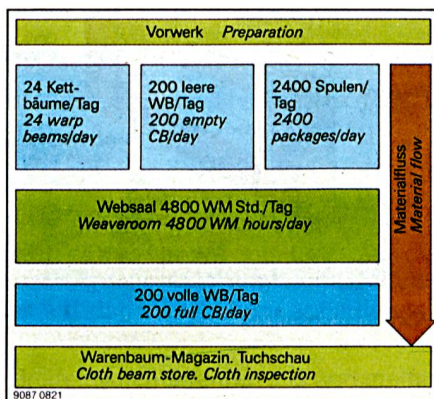 Vorwerk Preparation
24 Kett-
bäume/Tag
24 warp
beams/day
200 leere
WB/Tag
200 empty
CB/day
2400 Spulen/
Tag
2400
packages/day
Materialfluss
Material flow
Websaal 4800 WM Std./Tag
Weaveroom 4800 WM hours/day
200 volle WB/Tag
200 full CB/day
Warenbaum-Magazin. Tuchschau
Cloth beam store. Cloth inspection
9087 0821